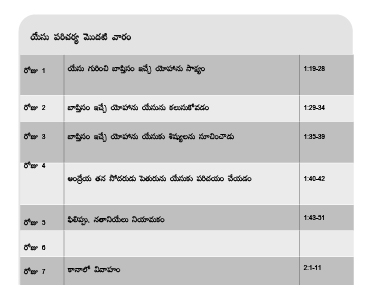 యేసు పరిచర్య మొదటి వారం
రోజు 1 యేసు గురించి బాప్తిసం ఇచ్చే యోహాను సాక్ష్యం 1:19-28
రోజు 2 బాప్తిసం ఇచ్చే యోహాను యేసును కలుసుకోవడం 1:29-34
రోజు 3 బాప్తిసం ఇచ్చే యోహాను యేసుకు శిష్యులను సూచించాడు 1:35-39
రోజు 4
అంద్రేయ తన సోదరుడు పేతురును యేసుకు పరిచయం చేయడం 1:40-42
రోజు 5 ఫిలిప్పు, నతానియేలు నియామకం 1:43-51
రోజు 6
రోజు 7 కానాలో వివాహం 2:1-11